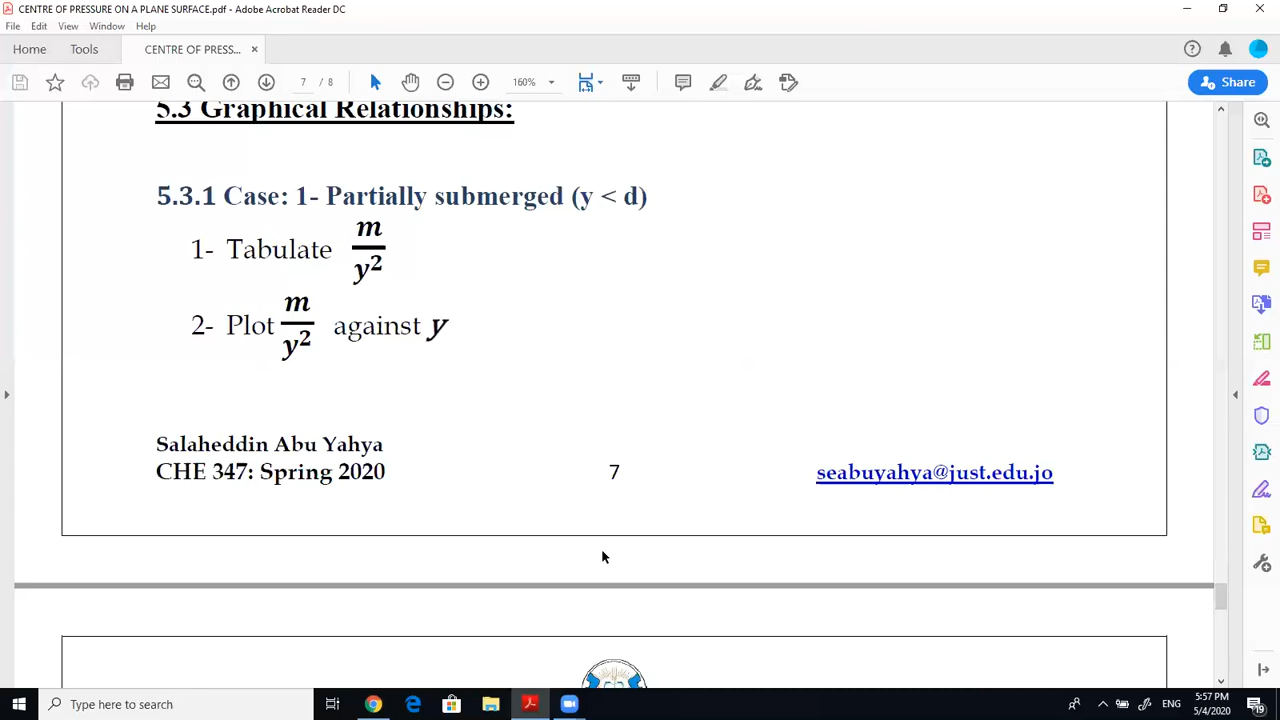 CENTRE OF PRESSURE ON A PLANE SURFACE.pdf - Adobe Acrobat Reader DC
File Edit View Window Help
Home Tools CENTRE OF PRESS... ×
7 / 8 160% Share
5.3 Graphical Relationships:
5.3.1 Case: 1- Partially submerged (y < d)
1- Tabulate m/y²
2- Plot m/y² against y
Salaheddin Abu Yahya
CHE 347: Spring 2020 7 seabuyahya@just.edu.jo
Type here to search
ENG
5:57 PM
5/4/2020
19